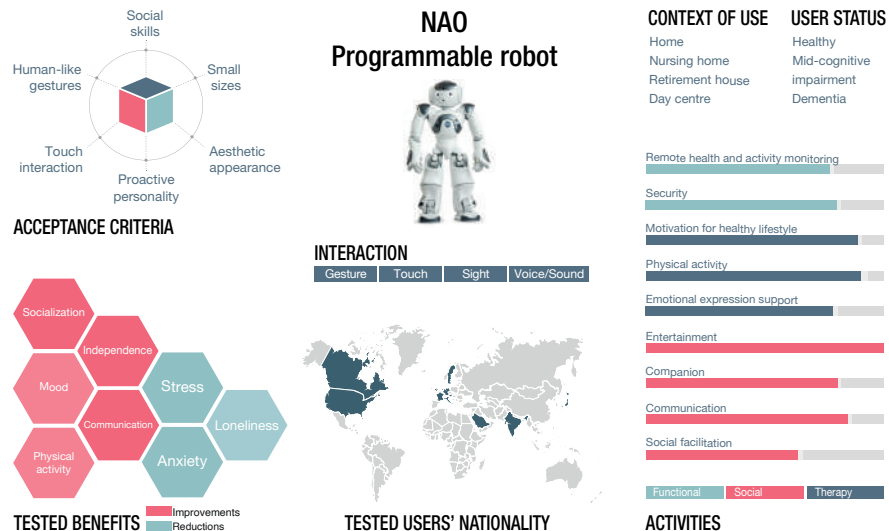 Social
skills
Human-like
gestures
Small
sizes
Touch
interaction
Aesthetic
appearance
Proactive
personality
ACCEPTANCE CRITERIA
NAO
Programmable robot
INTERACTION
Gesture
Touch
Sight
Voice/Sound
CONTEXT OF USE
Home
Nursing home
Retirement house
Day centre
USER STATUS
Healthy
Mid-cognitive
impairment
Dementia
Remote health and activity monitoring
Security
Motivation for healthy lifestyle
Physical activity
Emotional expression support
Entertainment
Companion
Communication
Social facilitation
Functional
Social
Therapy
ACTIVITIES
Socialization
Independence
Mood
Stress
Communication
Loneliness
Physical
activity
Anxiety
TESTED BENEFITS
Improvements
Reductions
TESTED USERS' NATIONALITY